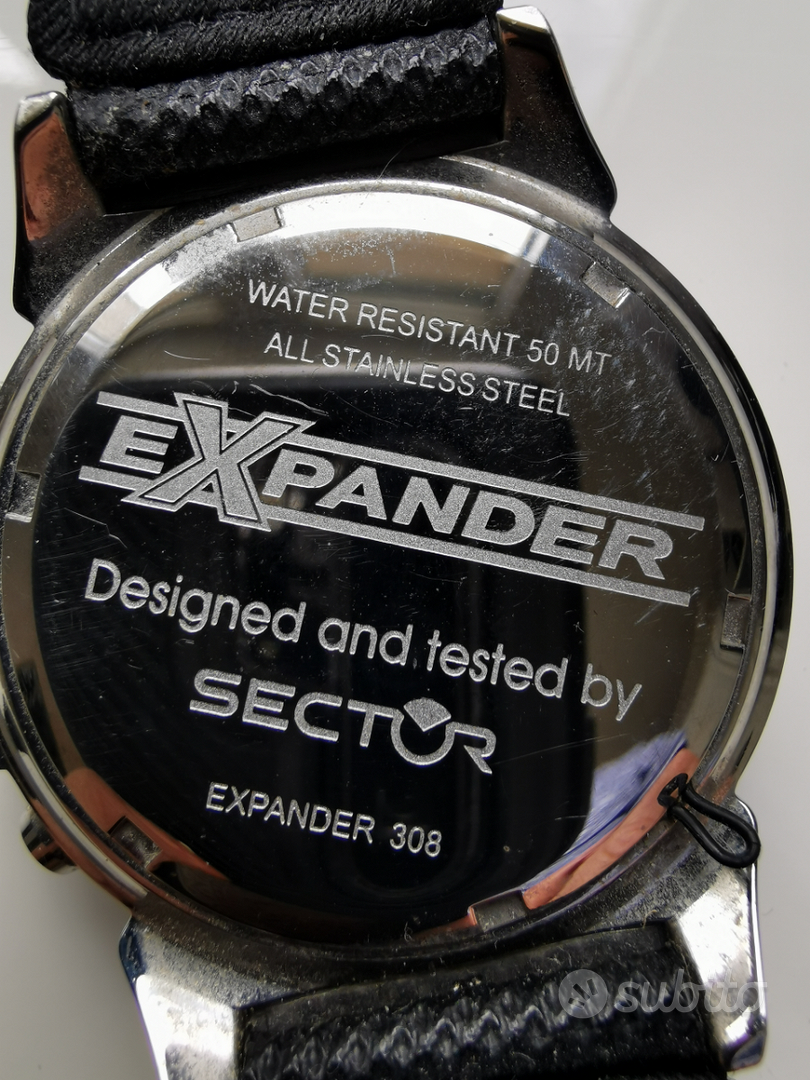 WATER RESISTANT 50 MT
ALL STAINLESS STEEL
EXPANDER
Designed and tested by
SECTOR
EXPANDER 308
subito